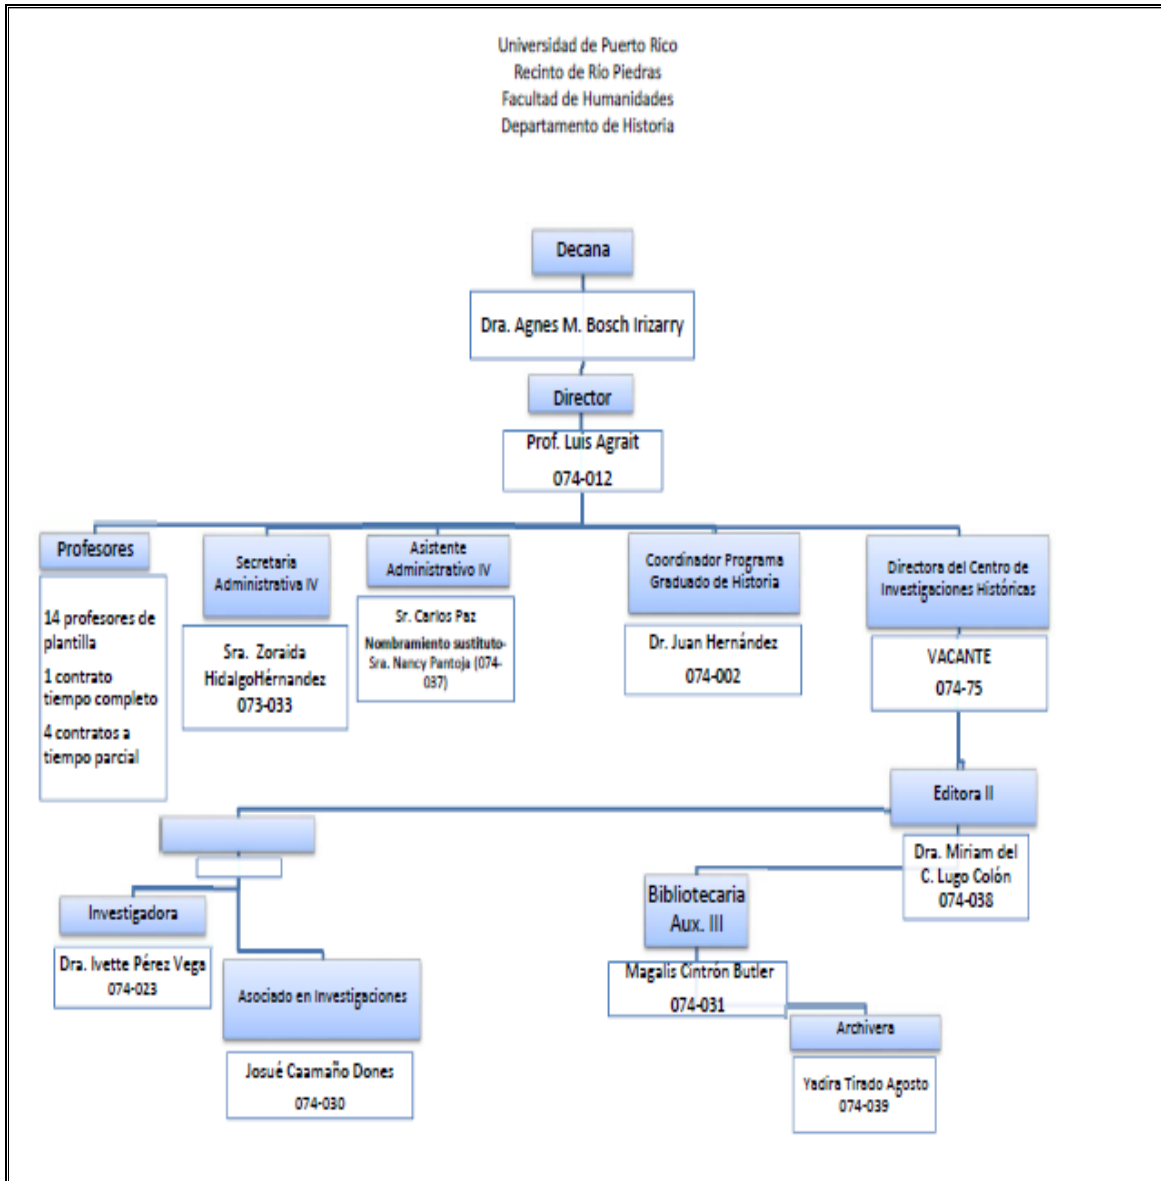 Universidad de Puerto Rico
Recinto de Río Piedras
Facultad de Humanidades
Departamento de Historia
Decana
Dra. Agnes M. Bosch Irizarry
Director
Prof. Luis Agrait
074-012
Profesores
14 profesores de
plantilla
1 contrato
tiempo completo
4 contratos a
tiempo parcial
Secretaria
Administrativa IV
Sra. Zoraida
HidalgoHérnandez
073-033
Asistente
Administrativo IV
Sr. Carlos Paz
Nombramiento sustituto-
Sra. Nancy Pantoja (074-
037)
Coordinador Programa
Graduado de Historia
Dr. Juan Hernández
074-002
Directora del Centro de
Investigaciones Históricas
VACANTE
074-75
Editora II
Dra. Miriam del
C. Lugo Colón
074-038
Investigadora
Dra. Ivette Pérez Vega
074-023
Asociado en Investigaciones
Josué Caamaño Dones
074-030
Bibliotecaria
Aux. III
Magalis Cintrón Butler
074-031
Archivera
Yadira Tirado Agosto
074-039